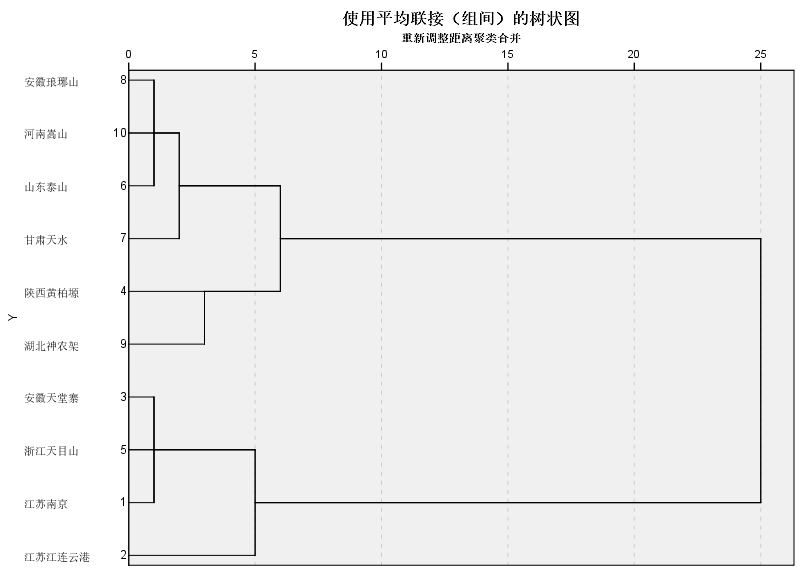 使用平均联接（组间）的树状图
重新调整距离聚类合并
0 5 10 15 20 25
安徽琅琊山 8
河南嵩山 10
山东泰山 6
甘肃天水 7
陕西黄柏塬 4
Y
湖北神农架 9
安徽天堂寨 3
浙江天目山 5
江苏南京 1
江苏江连云港 2